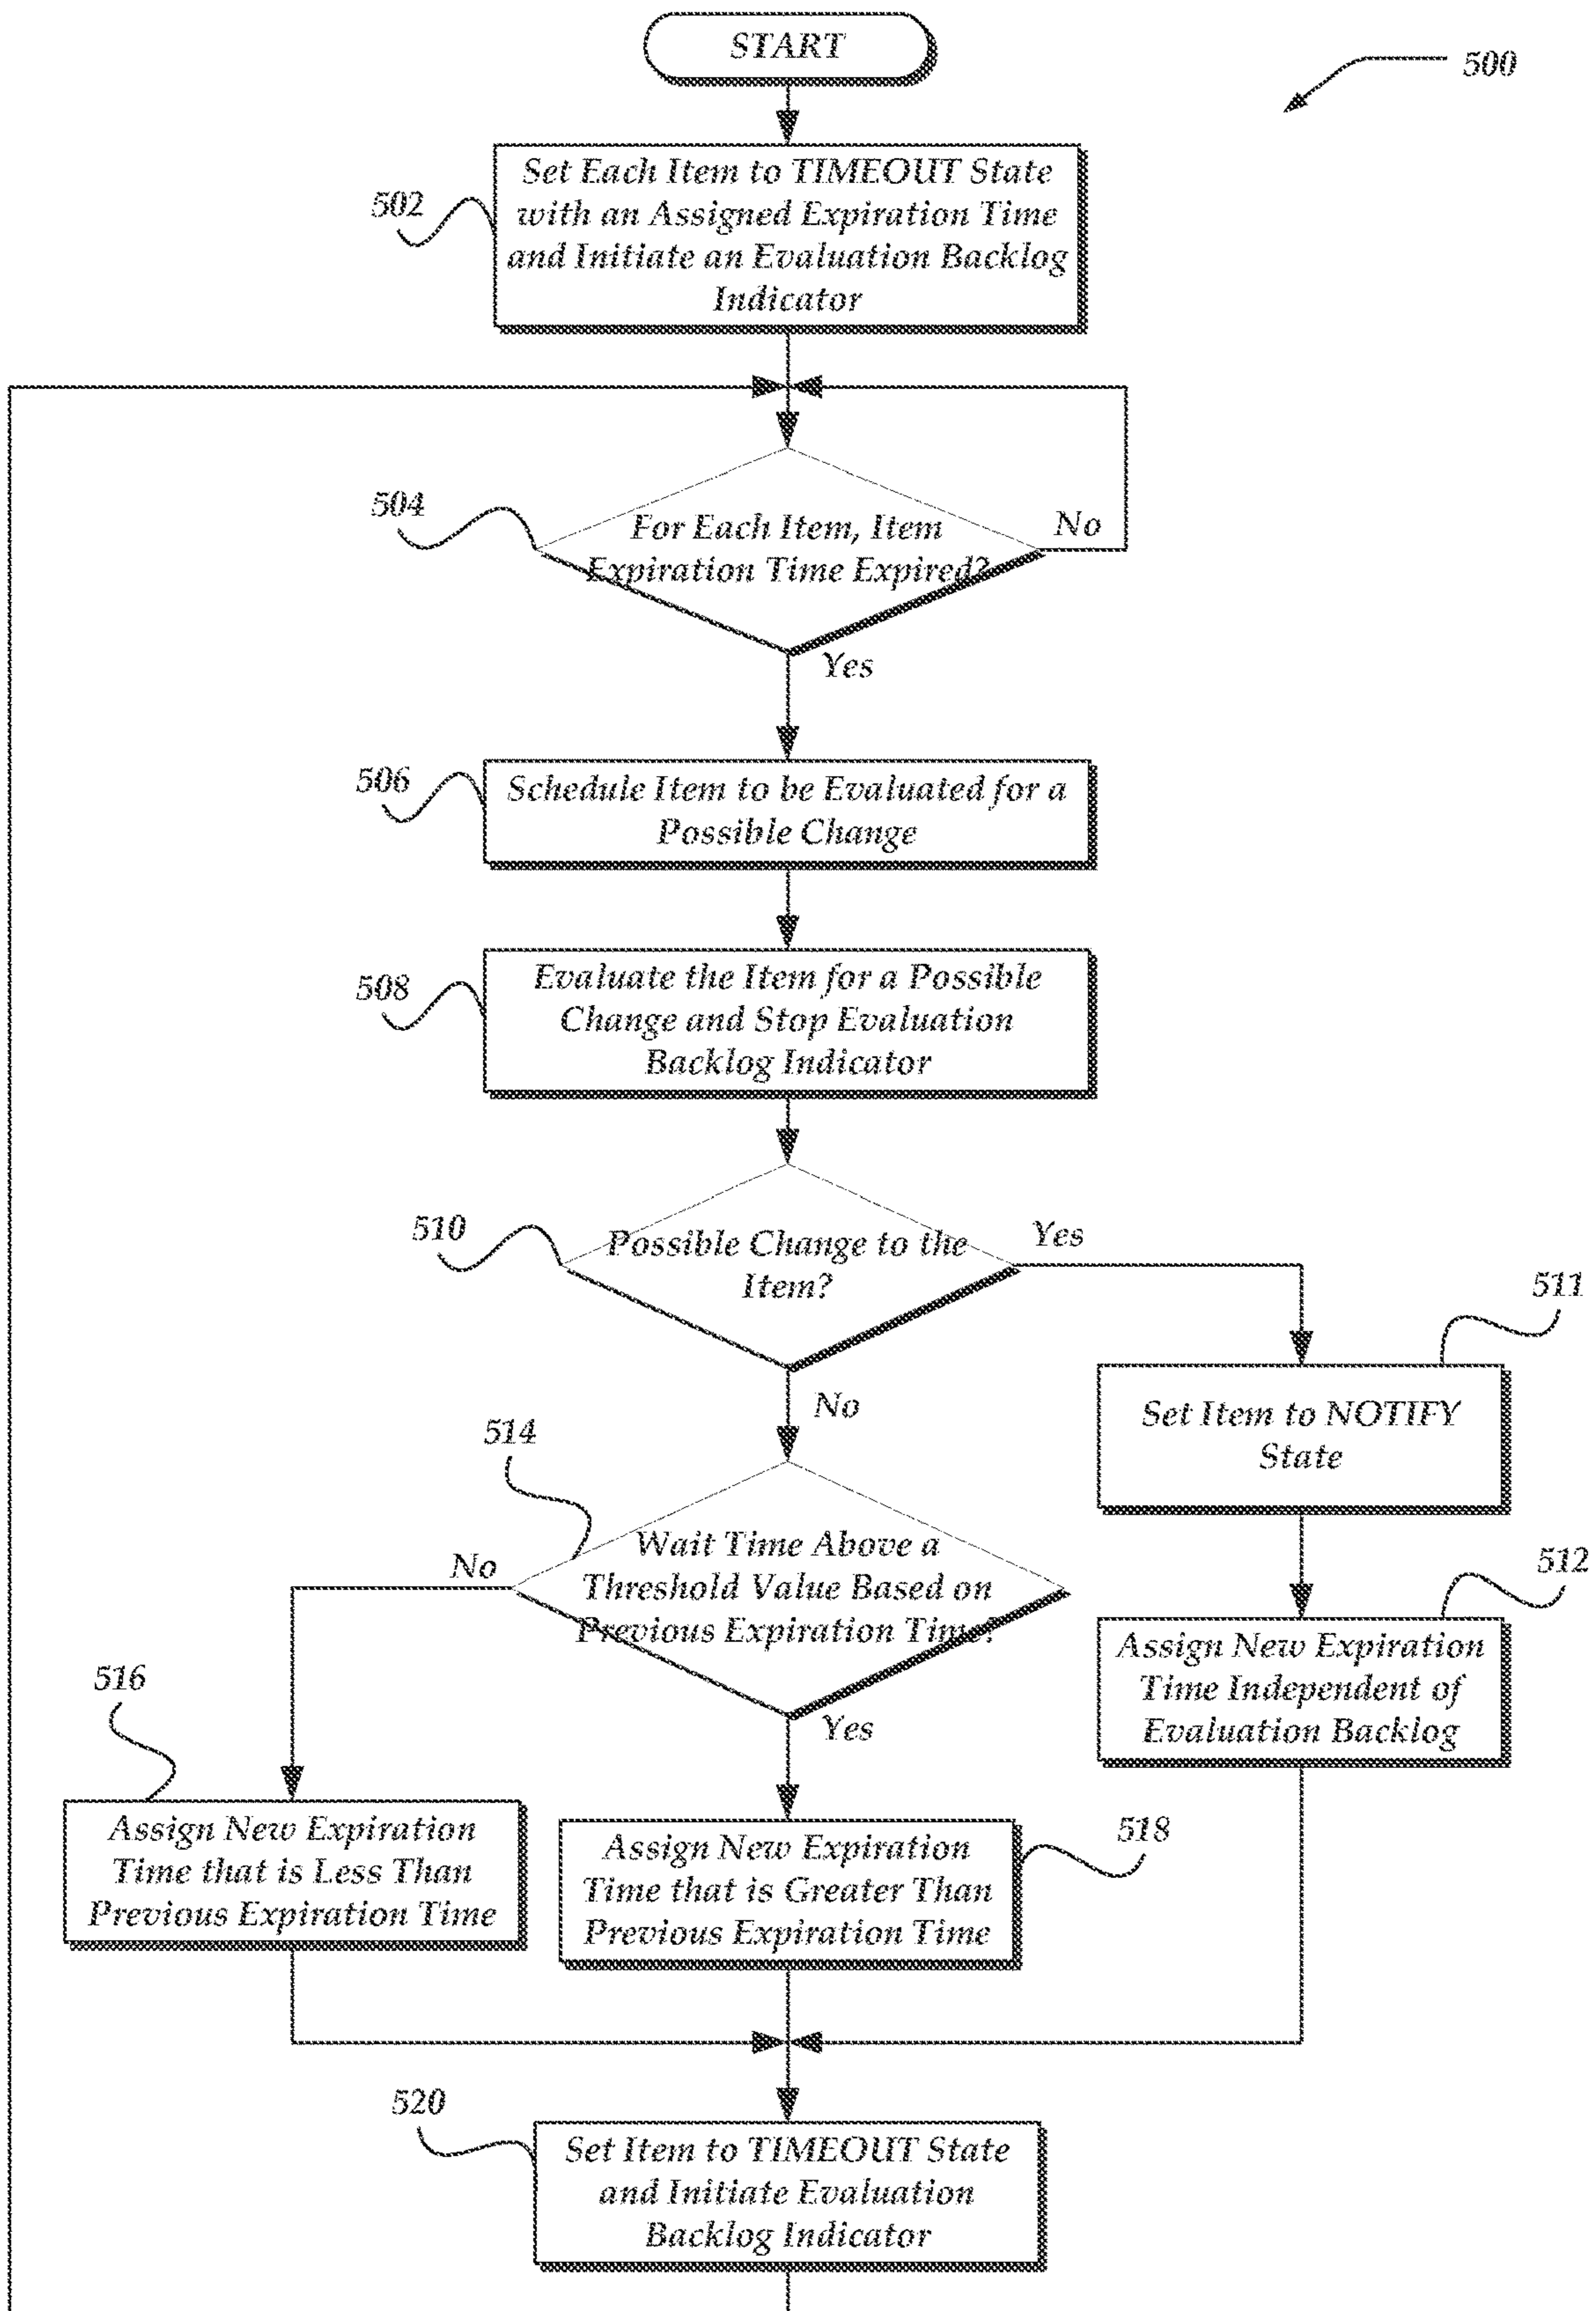 START
500
502
Set Each Item to TIMEOUT State
with an Assigned Expiration Time
and Initiate an Evaluation Backlog
Indicator
504
For Each Item, Item
Expiration Time Expired?
No
Yes
506
Schedule Item to be Evaluated for a
Possible Change
508
Evaluate the Item for a Possible
Change and Stop Evaluation
Backlog Indicator
510
Possible Change to the
Item?
Yes
No
511
Set Item to NOTIFY
State
512
Assign New Expiration
Time Independent of
Evaluation Backlog
514
Wait Time Above a
Threshold Value Based on
Previous Expiration Time?
No
Yes
516
Assign New Expiration
Time that is Less Than
Previous Expiration Time
518
Assign New Expiration
Time that is Greater Than
Previous Expiration Time
520
Set Item to TIMEOUT State
and Initiate Evaluation
Backlog Indicator